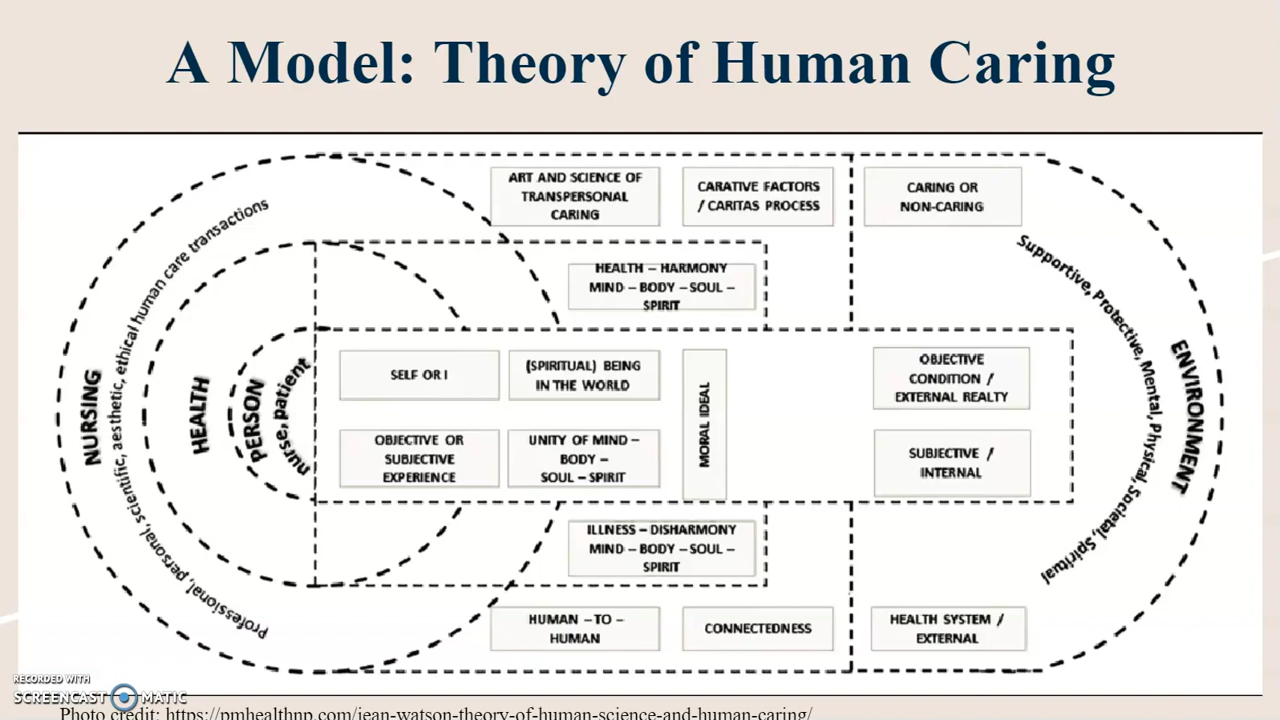 A Model: Theory of Human Caring
ART AND SCIENCE OF
TRANSPERSONAL
CARING
CARATIVE FACTORS
/ CARITAS PROCESS
CARING OR
NON-CARING
HEALTH – HARMONY
MIND – BODY – SOUL –
SPIRIT
NURSING
Professional, personal, scientific, aesthetic, ethical human care transactions
HEALTH
PERSON
nurse, patient
SELF OR I
(SPIRITUAL) BEING
IN THE WORLD
OBJECTIVE OR
SUBJECTIVE
EXPERIENCE
UNITY OF MIND –
BODY –
SOUL – SPIRIT
MORAL IDEAL
OBJECTIVE
CONDITION /
EXTERNAL REALTY
SUBJECTIVE /
INTERNAL
Supportive, Protective, Mental, Physical, Societal, Spiritual
ENVIRONMENT
ILLNESS – DISHARMONY
MIND – BODY – SOUL –
SPIRIT
HUMAN – TO –
HUMAN
CONNECTEDNESS
HEALTH SYSTEM /
EXTERNAL
RECORDED WITH
SCREENCAST MATIC
Photo credit: https://pmhealthnp.com/jean-watson-theory-of-human-science-and-human-caring/